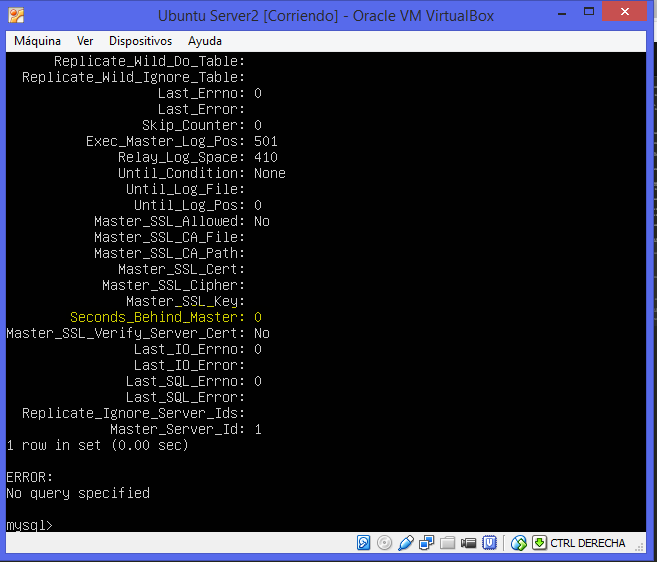 Ubuntu Server2 [Corriendo] - Oracle VM VirtualBox
Máquina Ver Dispositivos Ayuda
Replicate_Wild_Do_Table:
Replicate_Wild_Ignore_Table:
Last_Errno: 0
Last_Error:
Skip_Counter: 0
Exec_Master_Log_Pos: 501
Relay_Log_Space: 410
Until_Condition: None
Until_Log_File:
Until_Log_Pos: 0
Master_SSL_Allowed: No
Master_SSL_CA_File:
Master_SSL_CA_Path:
Master_SSL_Cert:
Master_SSL_Cipher:
Master_SSL_Key:
Seconds_Behind_Master: 0
Master_SSL_Verify_Server_Cert: No
Last_IO_Errno: 0
Last_IO_Error:
Last_SQL_Errno: 0
Last_SQL_Error:
Replicate_Ignore_Server_Ids:
Master_Server_Id: 1
1 row in set (0.00 sec)
ERROR:
No query specified
mysql>
CTRL DERECHA